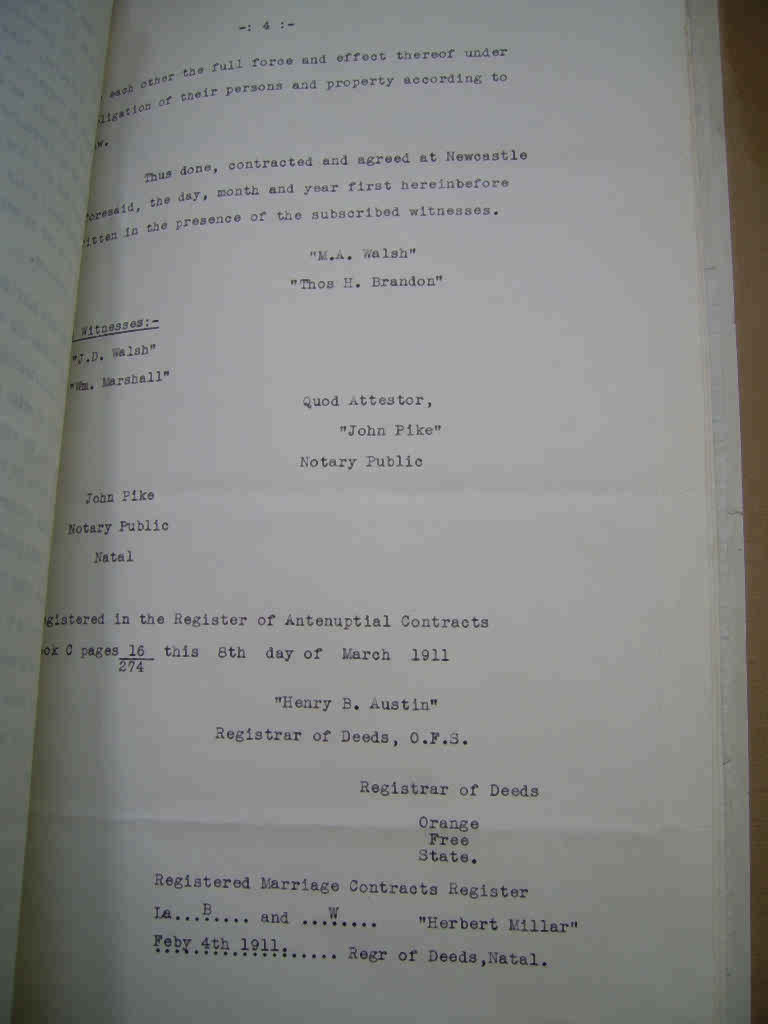 -: 4 :-
each other the full force and effect thereof under
ligation of their persons and property according to
w.
Thus done, contracted and agreed at Newcastle
foresaid, the day, month and year first hereinbefore
itten in the presence of the subscribed witnesses.
"M.A. Walsh"
"Thos H. Brandon"
Witnesses:-
"J.D. Walsh"
"Wm. Marshall"
Quod Attestor,
"John Pike"
Notary Public
John Pike
Notary Public
Natal
gistered in the Register of Antenuptial Contracts
ok C pages 16/274 this 8th day of March 1911
"Henry B. Austin"
Registrar of Deeds, O.F.S.
Registrar of Deeds
Orange
Free
State.
Registered Marriage Contracts Register
La...B.... and ...W.... "Herbert Millar"
Feby 4th 1911...... Regr of Deeds,Natal.